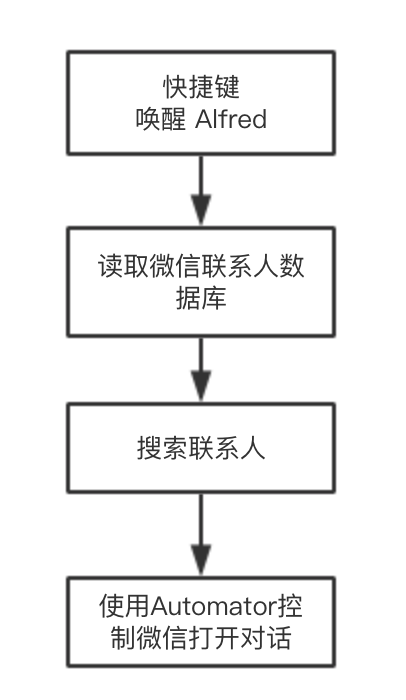 快捷键
唤醒 Alfred
读取微信联系人数
据库
搜索联系人
使用Automator控
制微信打开对话